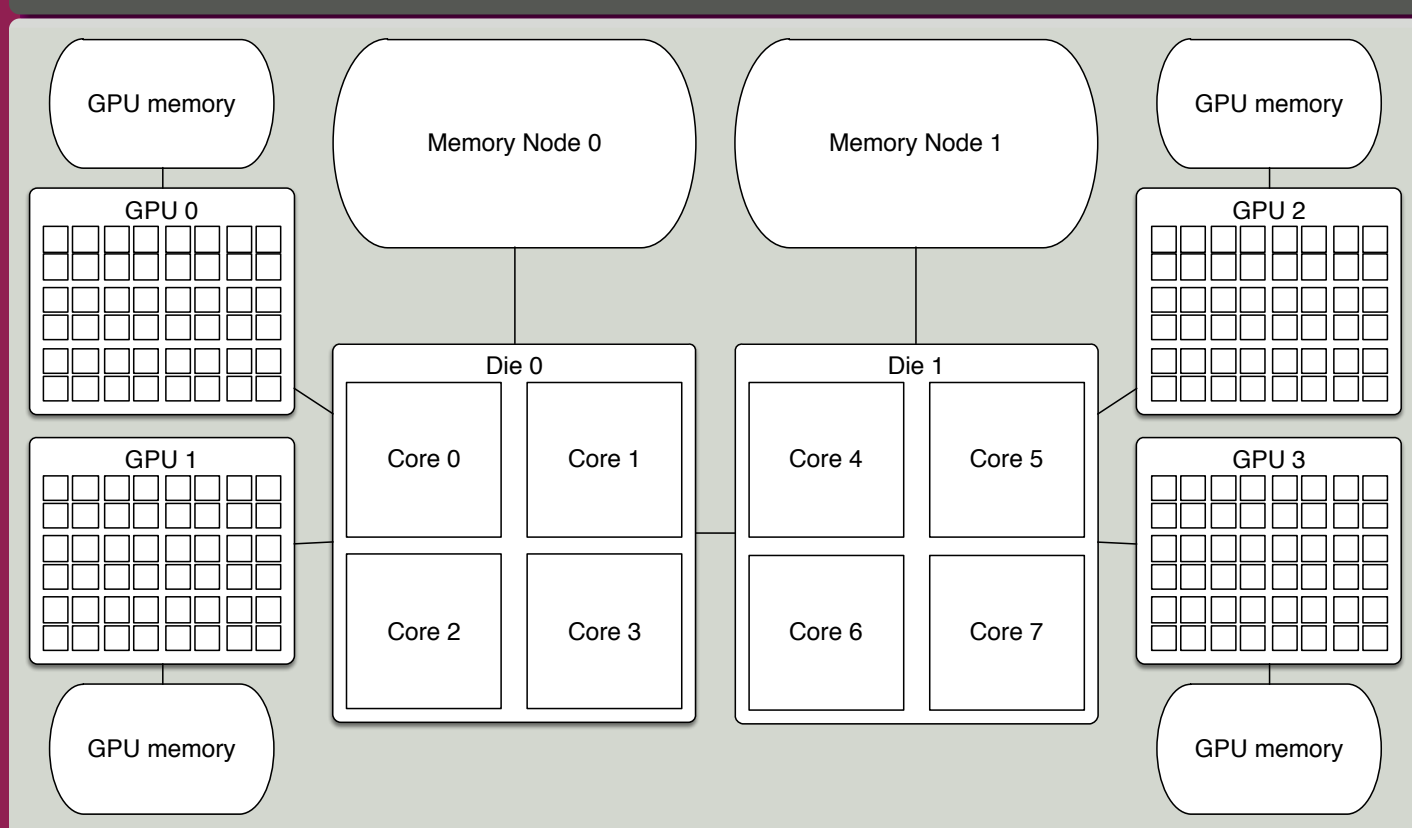 GPU memory
Memory Node 0
Memory Node 1
GPU memory
GPU 0
GPU 2
Die 0
Die 1
Core 0
Core 1
Core 4
Core 5
GPU 1
GPU 3
Core 2
Core 3
Core 6
Core 7
GPU memory
GPU memory